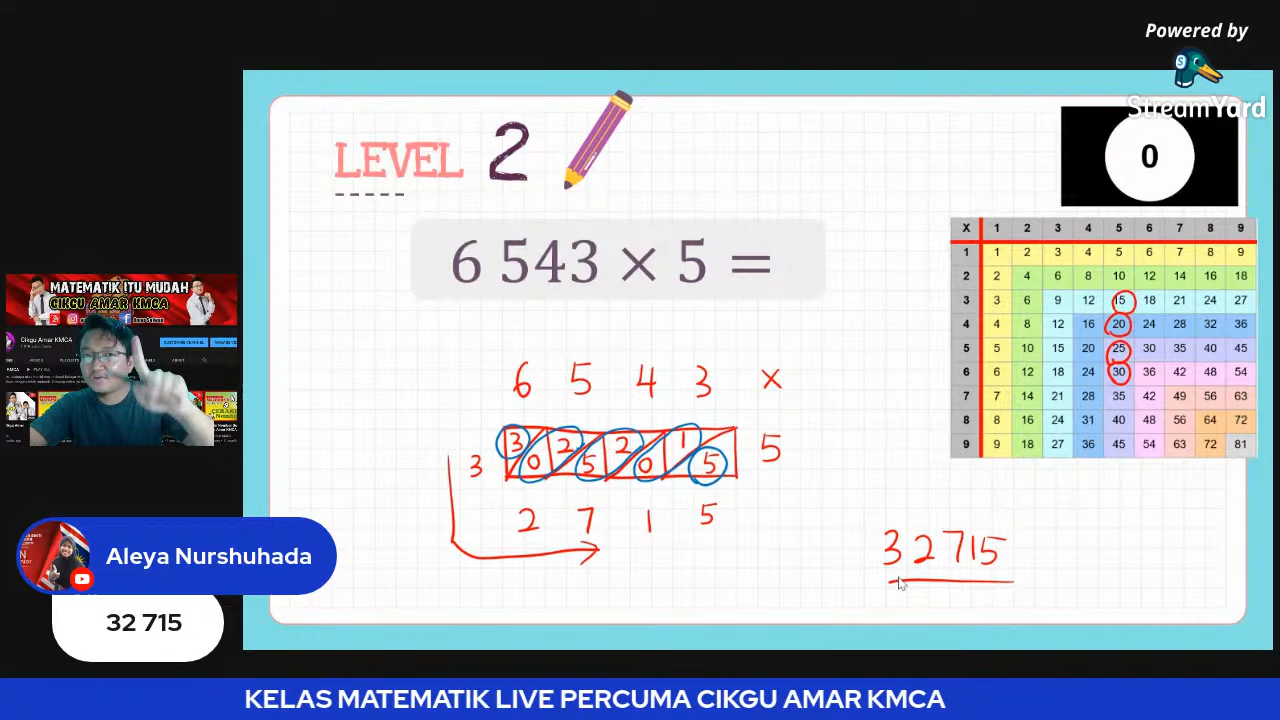 Powered by
StreamYard
LEVEL 2
0
6 543 × 5 =
X 1 2 3 4 5 6 7 8 9
1 1 2 3 4 5 6 7 8 9
2 2 4 6 8 10 12 14 16 18
3 3 6 9 12 15 18 21 24 27
4 4 8 12 16 20 24 28 32 36
5 5 10 15 20 25 30 35 40 45
6 6 12 18 24 30 36 42 48 54
7 7 14 21 28 35 42 49 56 63
8 8 16 24 31 40 48 56 64 72
9 9 18 27 36 45 54 63 72 81
MATEMATIK ITU MUDAH
CIKGU AMAR KMCA
Cikgu Amar KMCA
6 5 4 3 ×
3 2 2 1
3 0 5 0 5 5
2 7 1 5
32715
Aleya Nurshuhada
32 715
KELAS MATEMATIK LIVE PERCUMA CIKGU AMAR KMCA